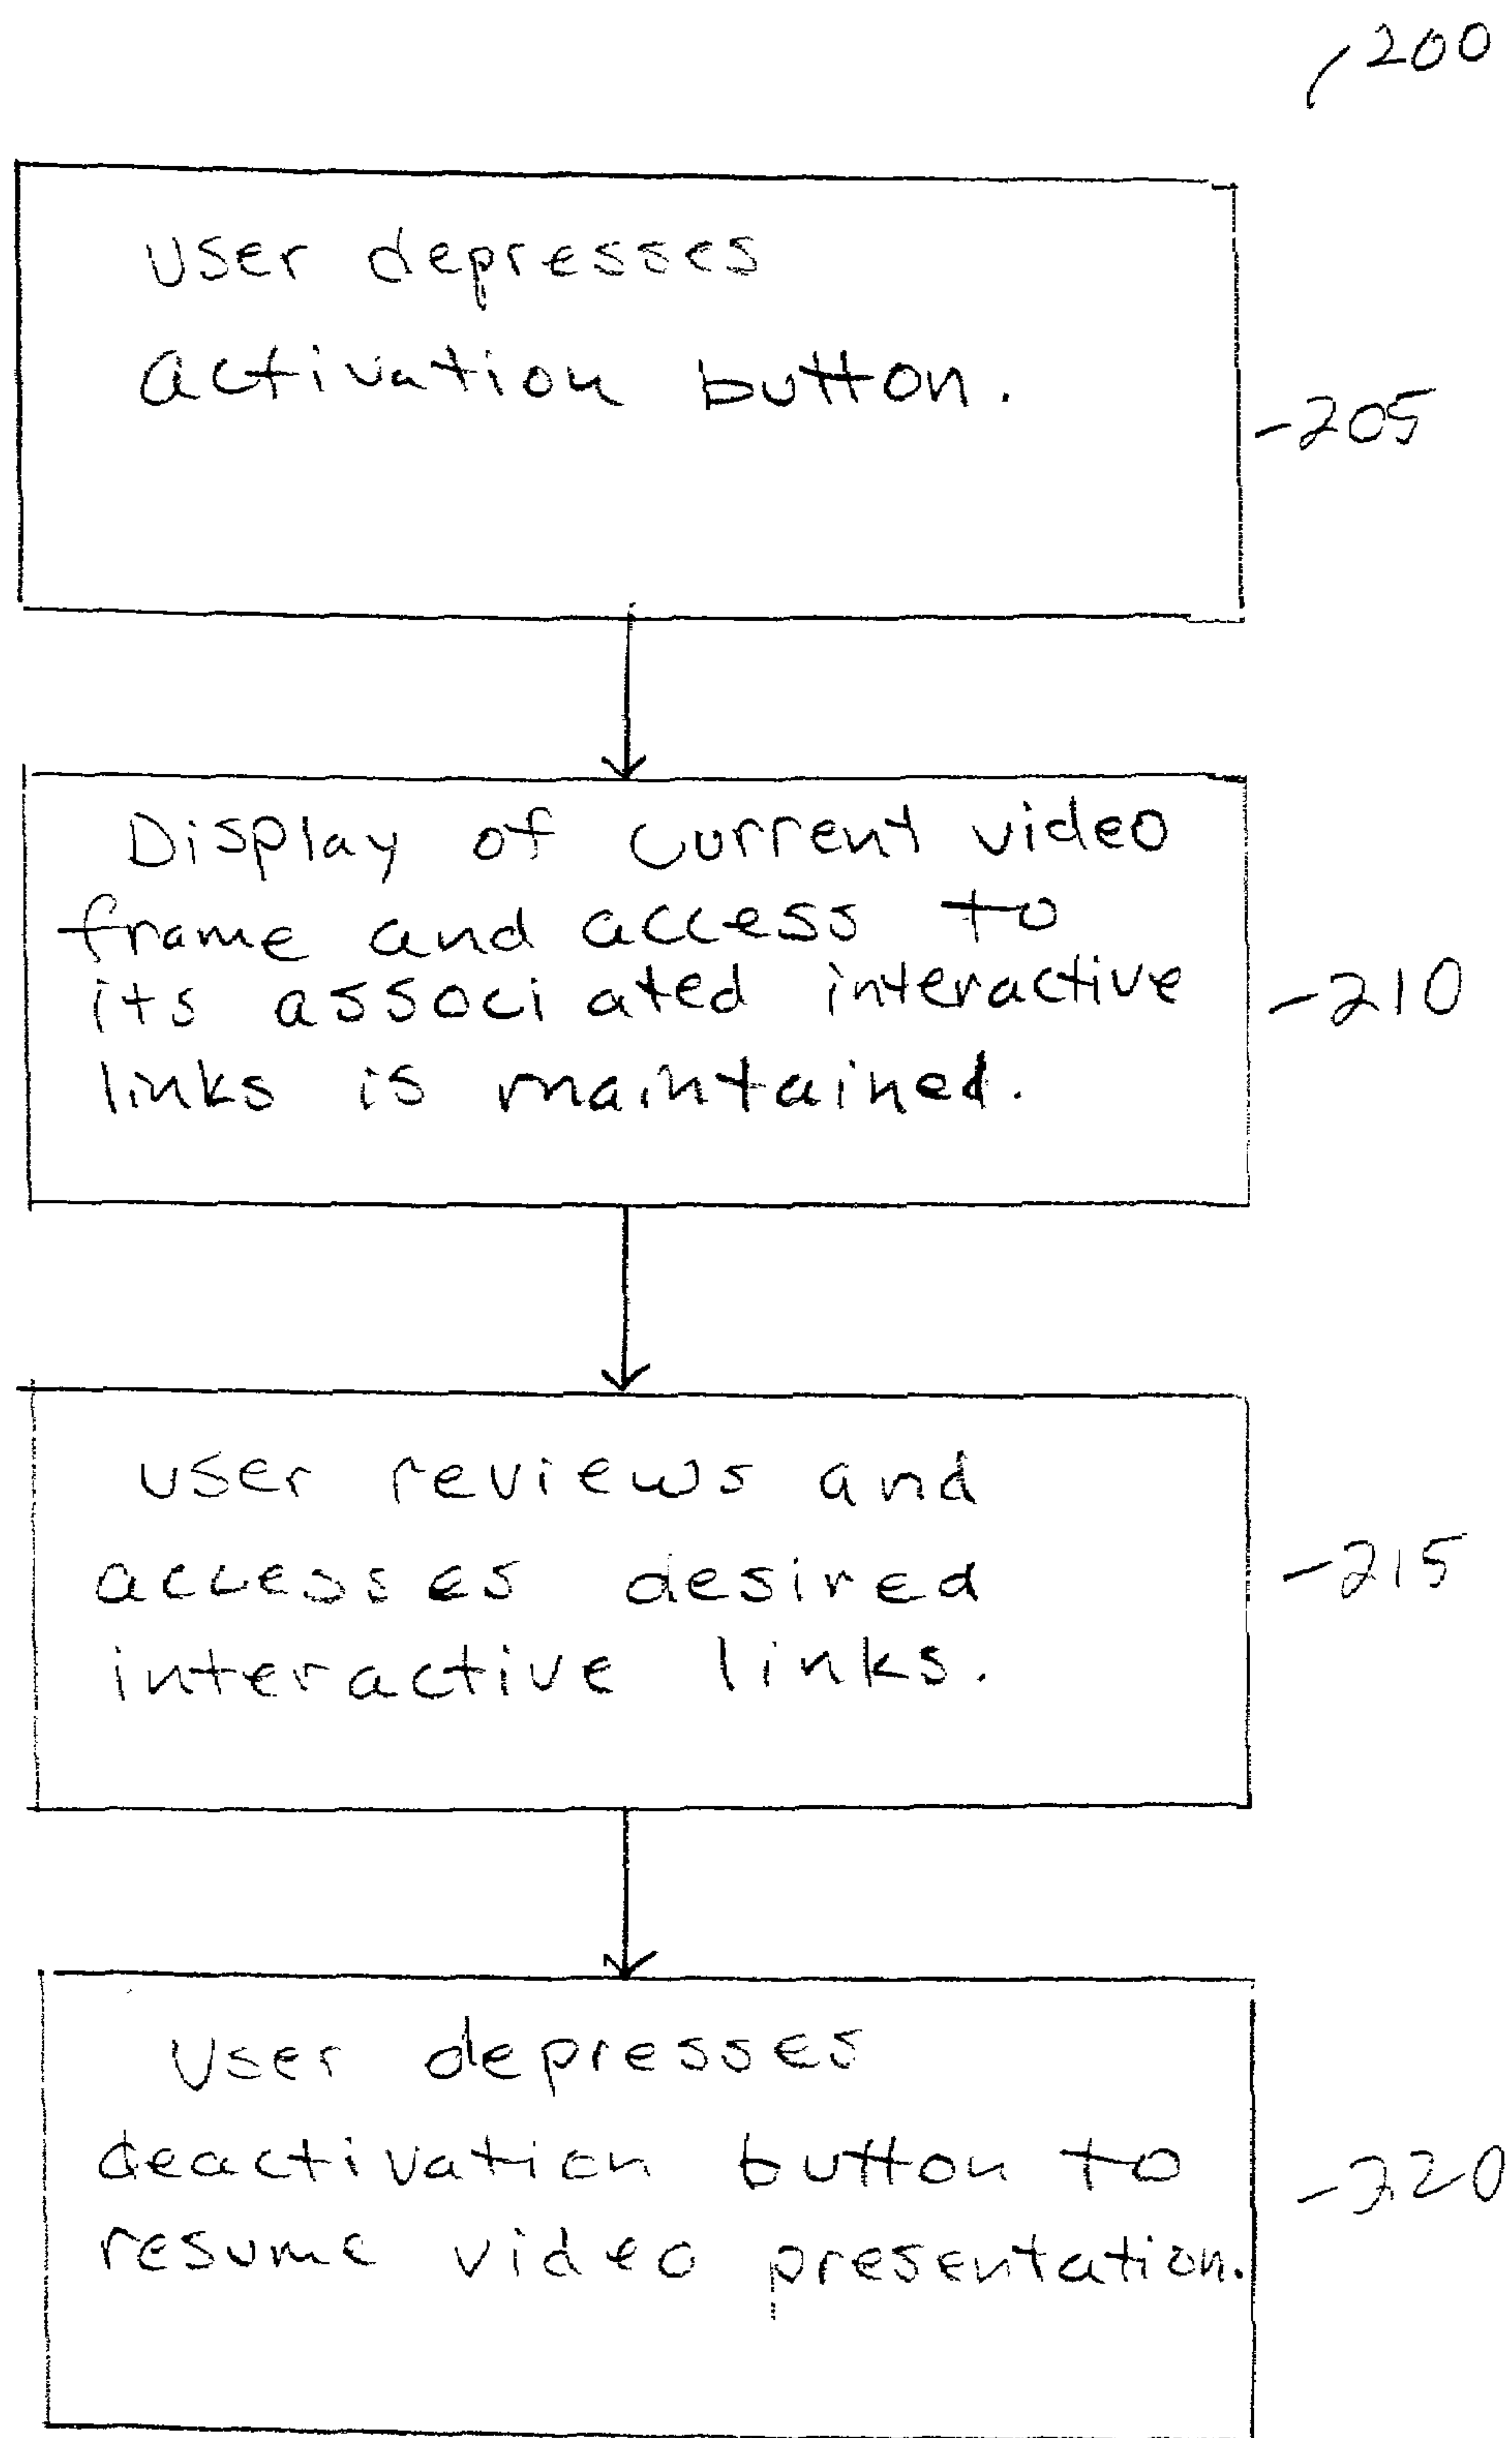 200
User depresses
activation button.
-205
Display of current video
frame and access to
its associated interactive
links is maintained.
-210
user reviews and
accesses desired
interactive links.
-215
User depresses
deactivation button to
resume video presentation.
-220